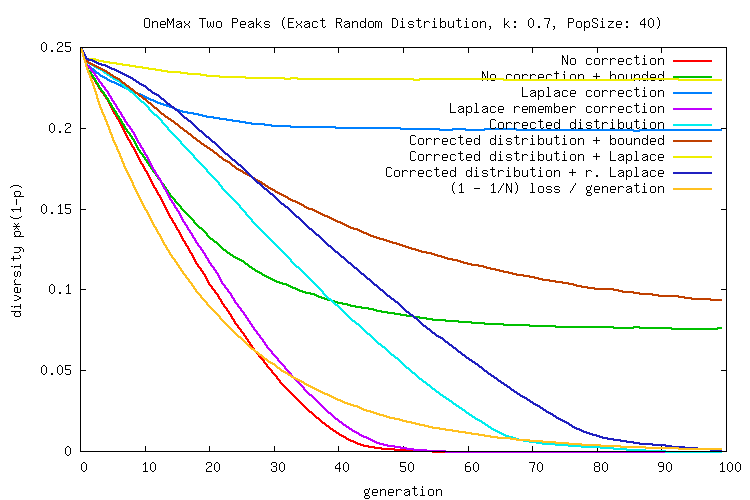 OneMax Two Peaks (Exact Random Distribution, k: 0.7, PopSize: 40)
0.25
No correction
No correction + bounded
Laplace correction
Laplace remember correction
0.2
Corrected distribution
Corrected distribution + bounded
Corrected distribution + Laplace
Corrected distribution + r. Laplace
(1 - 1/N) loss / generation
diversity p*(1-p)
0.15
0.1
0.05
0
0 10 20 30 40 50 60 70 80 90 100
generation